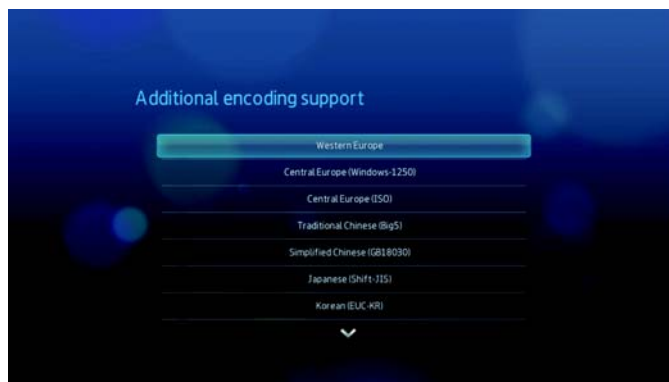 Additional encoding support
Western Europe
Central Europe (Windows-1250)
Central Europe (ISO)
Traditional Chinese (Big5)
Simplified Chinese (GB18030)
Japanese (Shift-JIS)
Korean (EUC-KR)